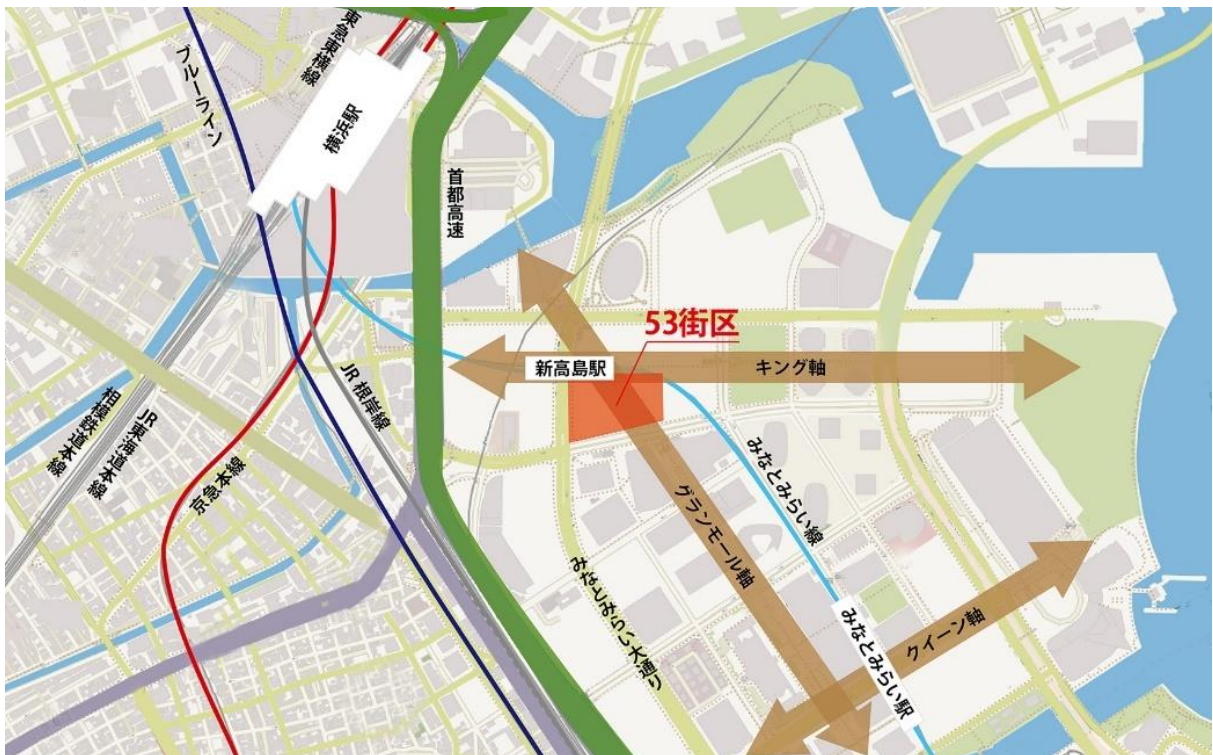 東急東横線
ブルーライン
横浜駅
首都高速
53街区
新高島駅
キング軸
JR 根岸線
JR 東海道本線
相模鉄道本線
京急本線
グランモール軸
みなとみらい線
みなとみらい大通り
みなとみらい駅
クイーン軸